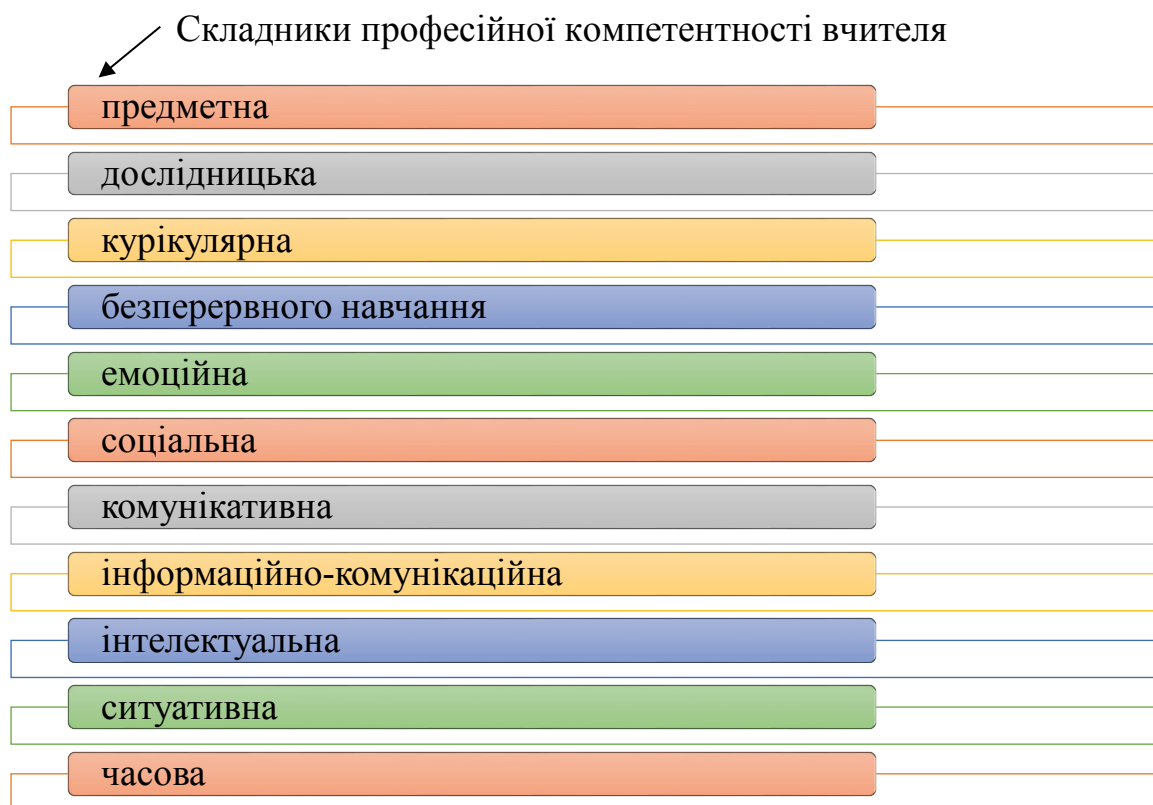 Складники професійної компетентності вчителя
предметна
дослідницька
курікулярна
безперервного навчання
емоційна
соціальна
комунікативна
інформаційно-комунікаційна
інтелектуальна
ситуативна
часова